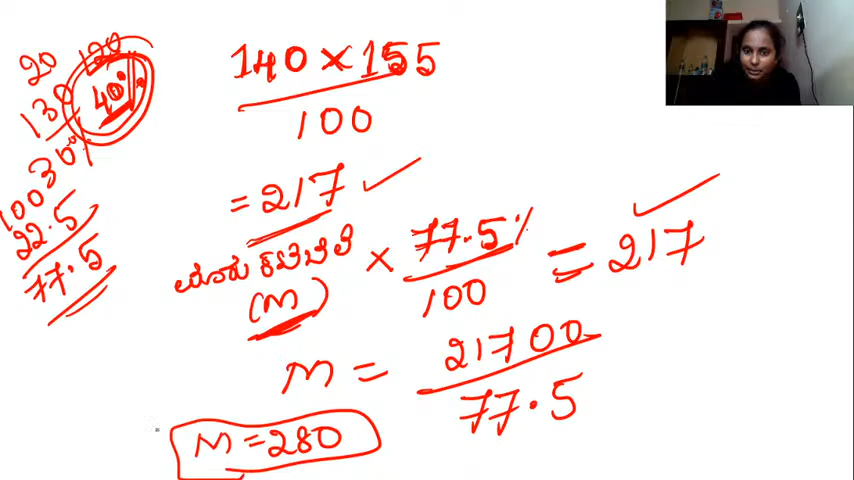 20 120
130
40%
30%
100
22.5
77.5
140 × 155
100
= 217 ✓
× 77.5%
100
= 217 ✓
(m)
m = 21700
77.5
m = 280